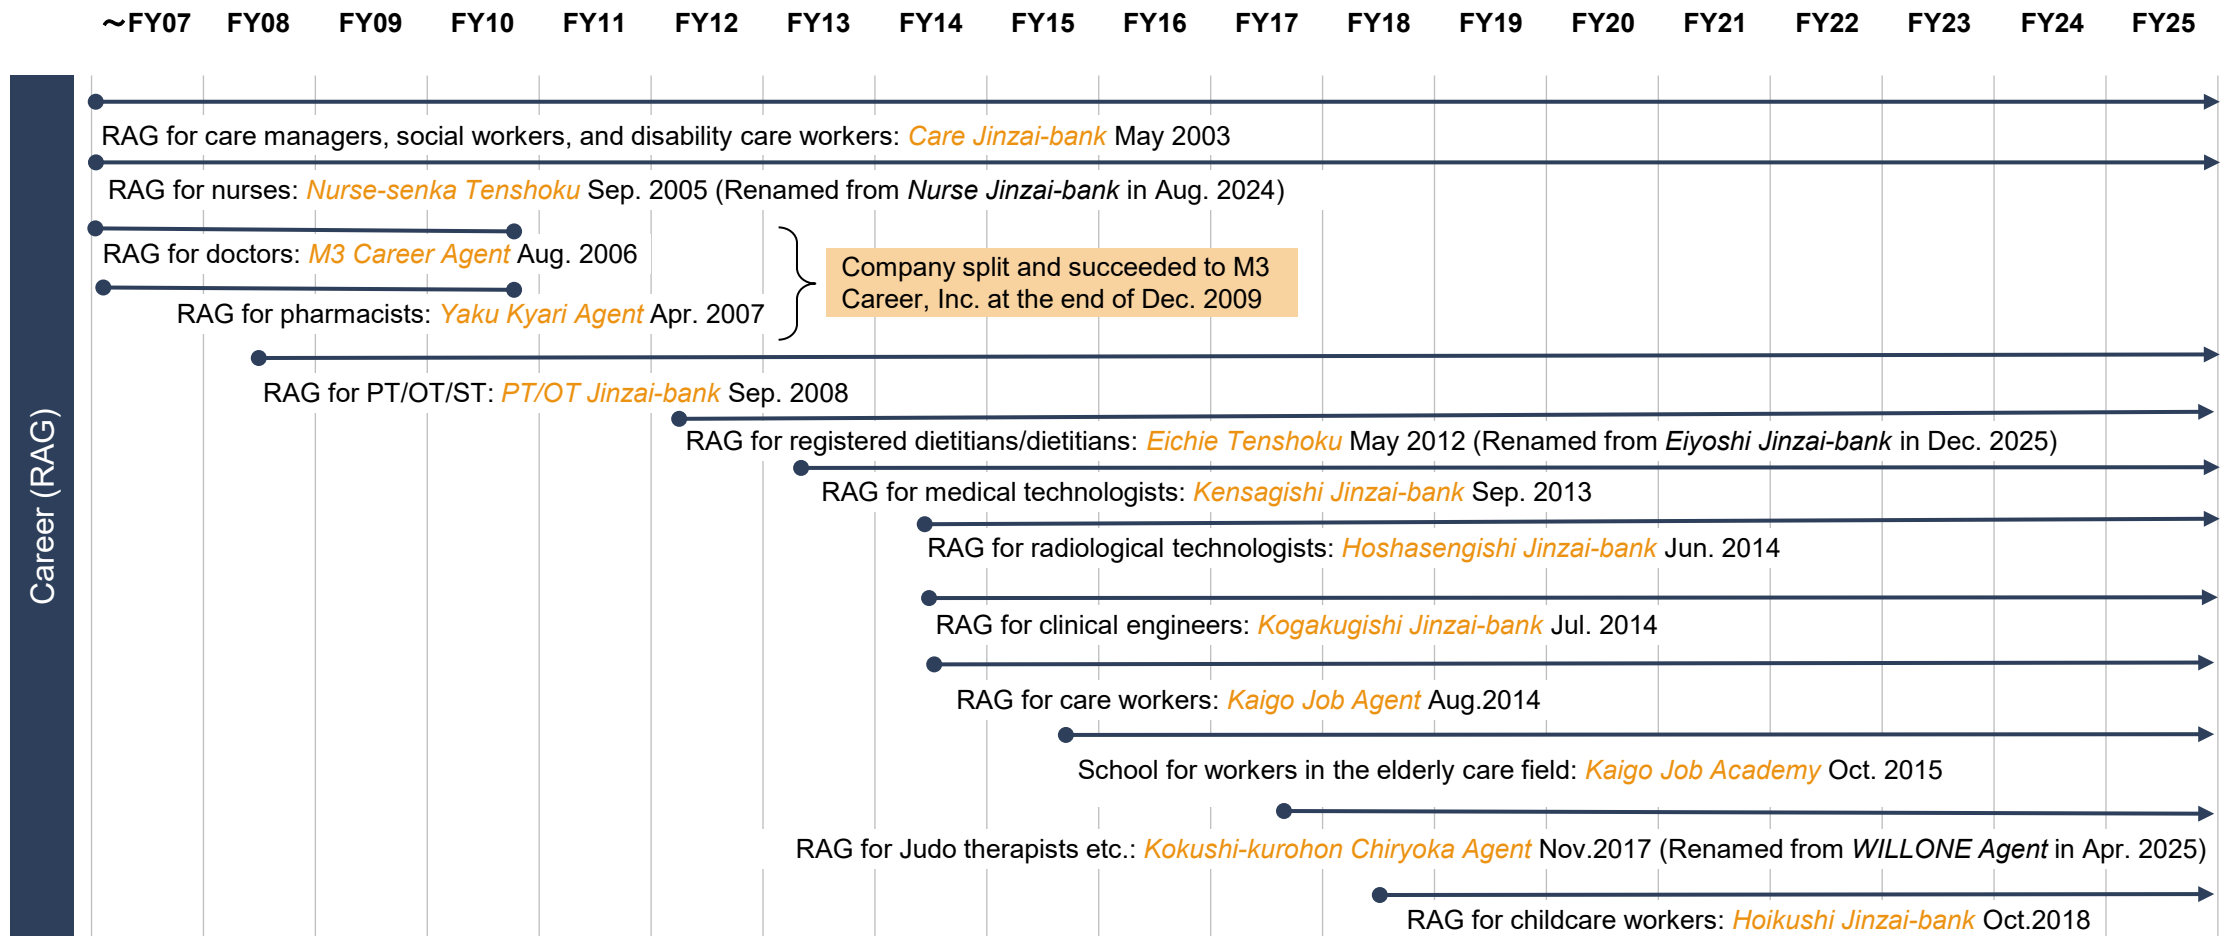 ～FY07 FY08 FY09 FY10 FY11 FY12 FY13 FY14 FY15 FY16 FY17 FY18 FY19 FY20 FY21 FY22 FY23 FY24 FY25
Career (RAG)
RAG for care managers, social workers, and disability care workers: Care Jinzai-bank May 2003
RAG for nurses: Nurse-senka Tenshoku Sep. 2005 (Renamed from Nurse Jinzai-bank in Aug. 2024)
RAG for doctors: M3 Career Agent Aug. 2006
RAG for pharmacists: Yaku Kyari Agent Apr. 2007
Company split and succeeded to M3
Career, Inc. at the end of Dec. 2009
RAG for PT/OT/ST: PT/OT Jinzai-bank Sep. 2008
RAG for registered dietitians/dietitians: Eichie Tenshoku May 2012 (Renamed from Eiyoshi Jinzai-bank in Dec. 2025)
RAG for medical technologists: Kensagishi Jinzai-bank Sep. 2013
RAG for radiological technologists: Hoshasengishi Jinzai-bank Jun. 2014
RAG for clinical engineers: Kogakugishi Jinzai-bank Jul. 2014
RAG for care workers: Kaigo Job Agent Aug.2014
School for workers in the elderly care field: Kaigo Job Academy Oct. 2015
RAG for Judo therapists etc.: Kokushi-kurohon Chiryoka Agent Nov.2017 (Renamed from WILLONE Agent in Apr. 2025)
RAG for childcare workers: Hoikushi Jinzai-bank Oct.2018